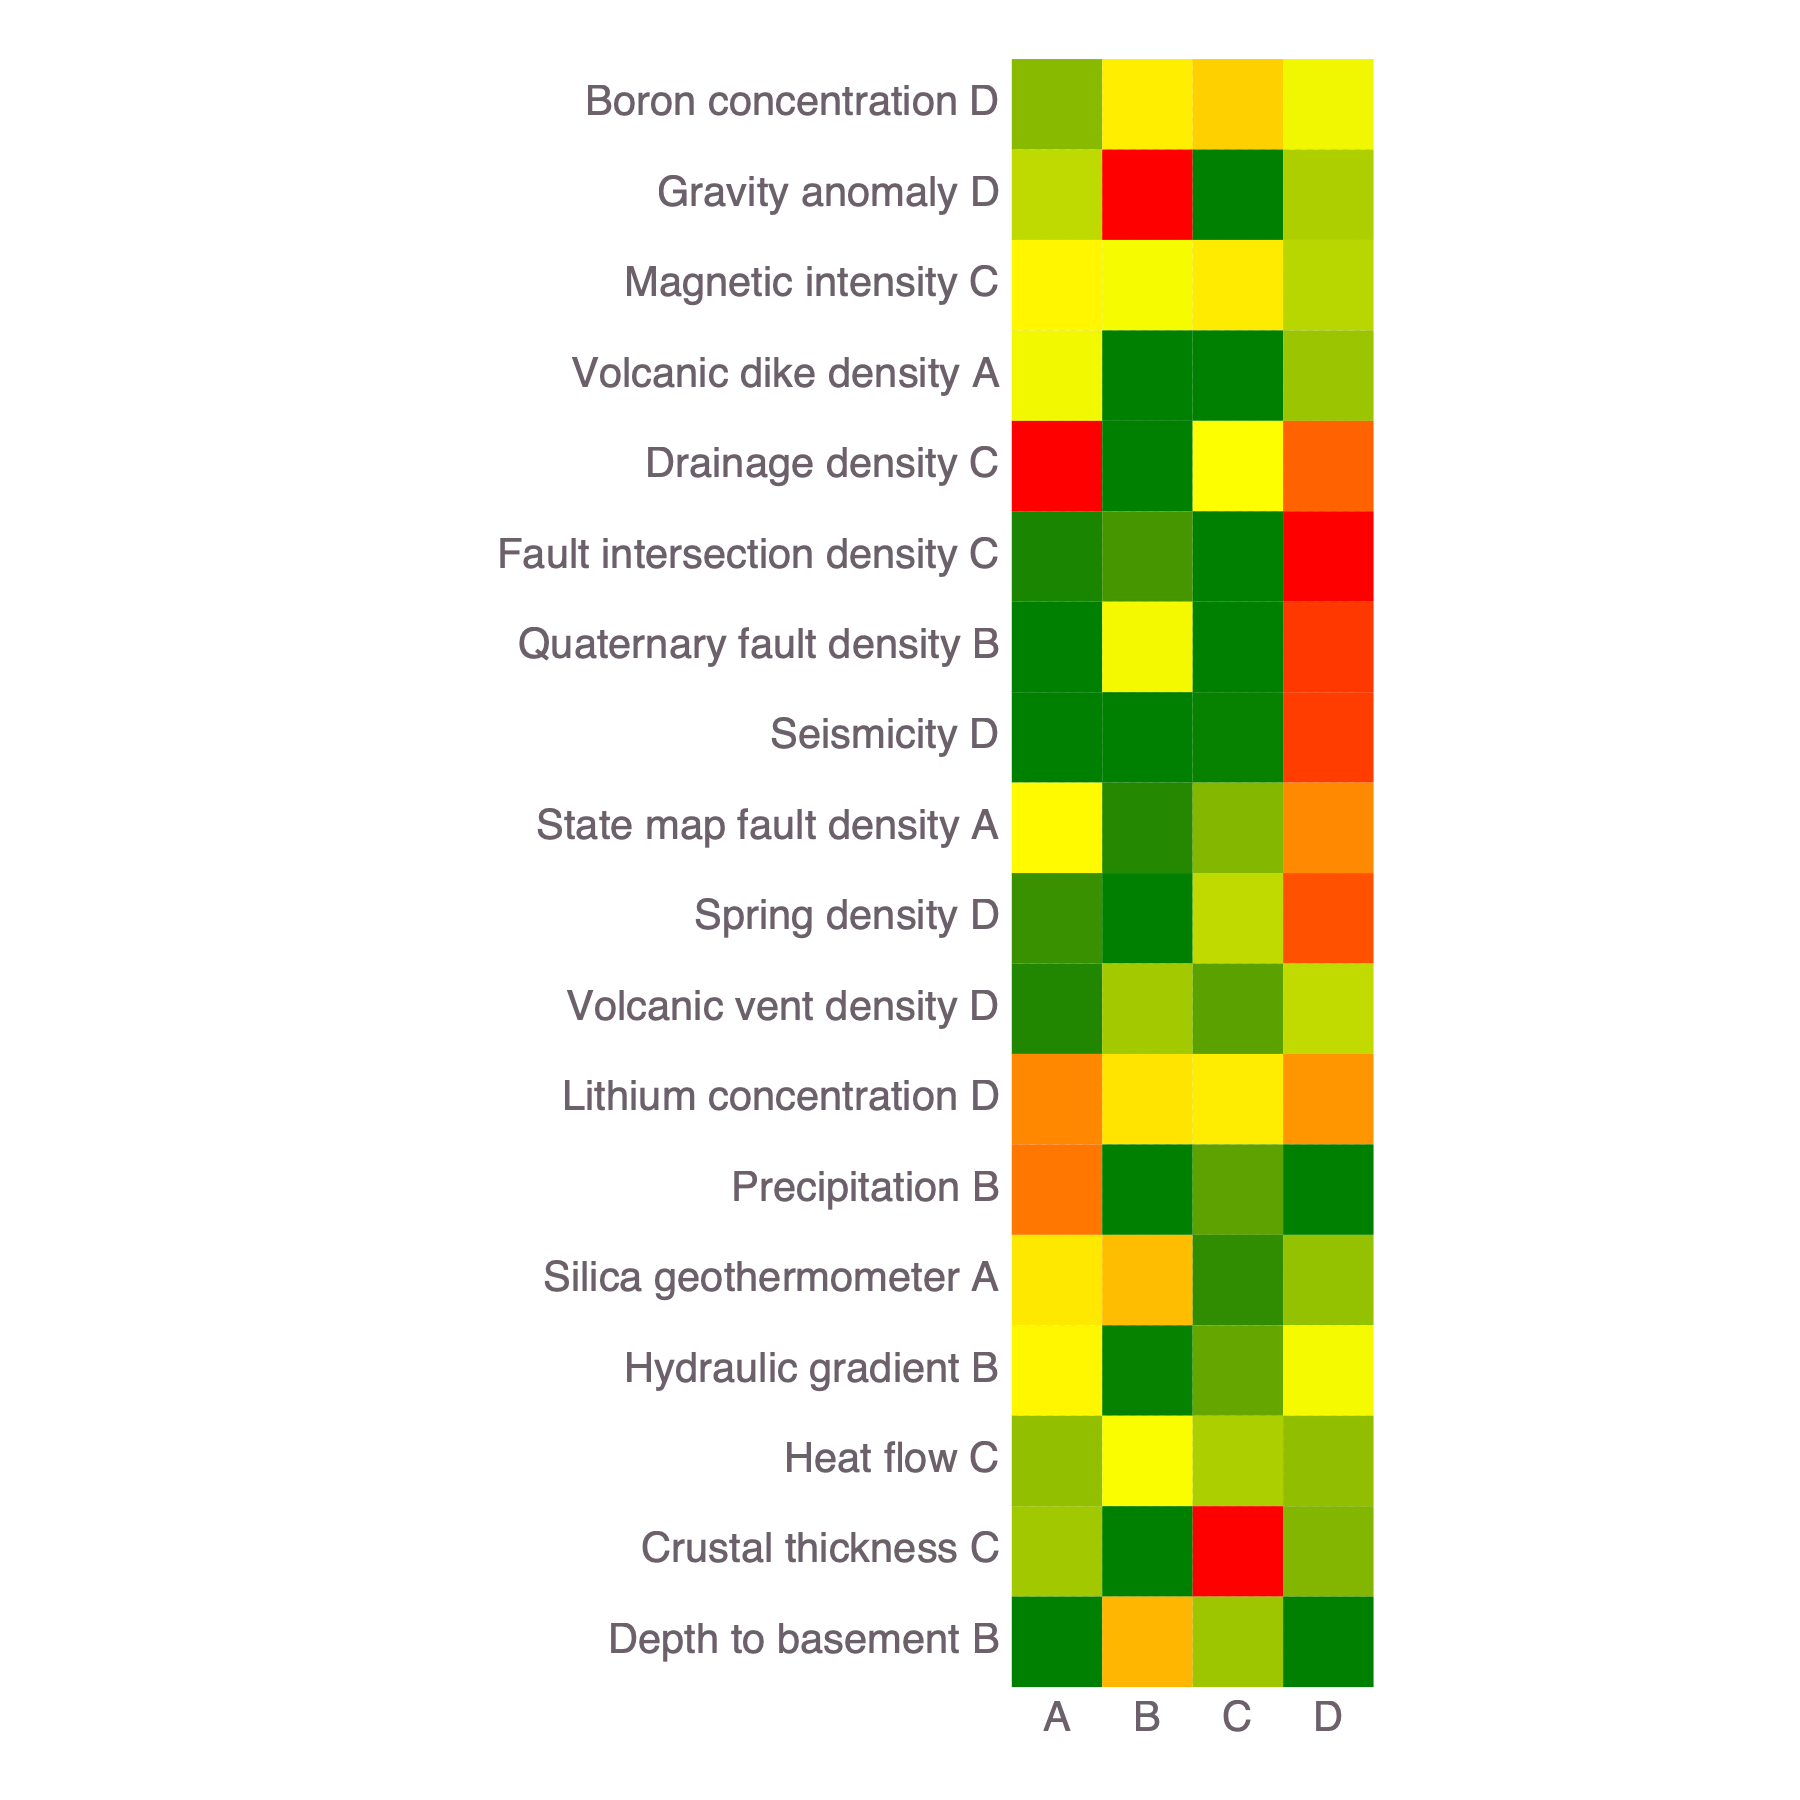 Boron concentration D
Gravity anomaly D
Magnetic intensity C
Volcanic dike density A
Drainage density C
Fault intersection density C
Quaternary fault density B
Seismicity D
State map fault density A
Spring density D
Volcanic vent density D
Lithium concentration D
Precipitation B
Silica geothermometer A
Hydraulic gradient B
Heat flow C
Crustal thickness C
Depth to basement B
A B C D